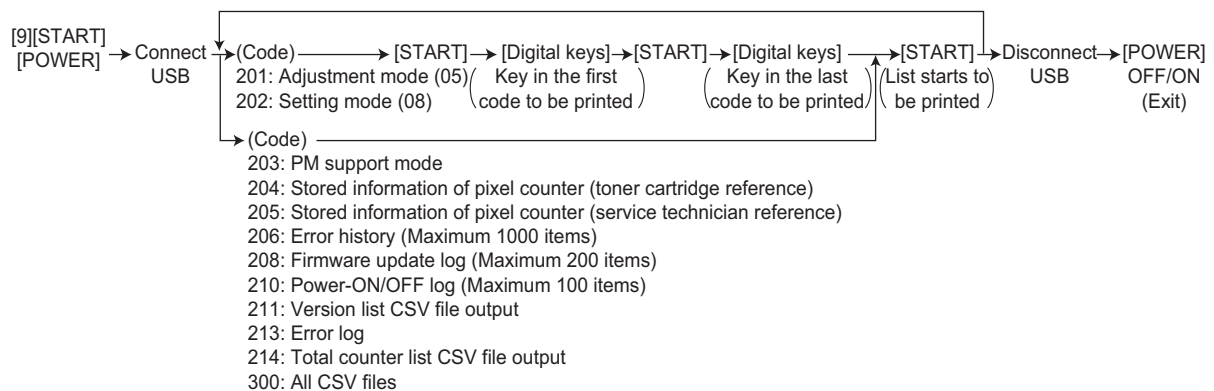 [9][START]
[POWER]
Connect
USB
(Code)
201: Adjustment mode (05)
202: Setting mode (08)
[START]
[Digital keys]
(Key in the first
code to be printed)
[START]
[Digital keys]
(Key in the last
code to be printed)
[START]
(List starts to
be printed)
Disconnect
USB
[POWER]
OFF/ON
(Exit)
(Code)
203: PM support mode
204: Stored information of pixel counter (toner cartridge reference)
205: Stored information of pixel counter (service technician reference)
206: Error history (Maximum 1000 items)
208: Firmware update log (Maximum 200 items)
210: Power-ON/OFF log (Maximum 100 items)
211: Version list CSV file output
213: Error log
214: Total counter list CSV file output
300: All CSV files